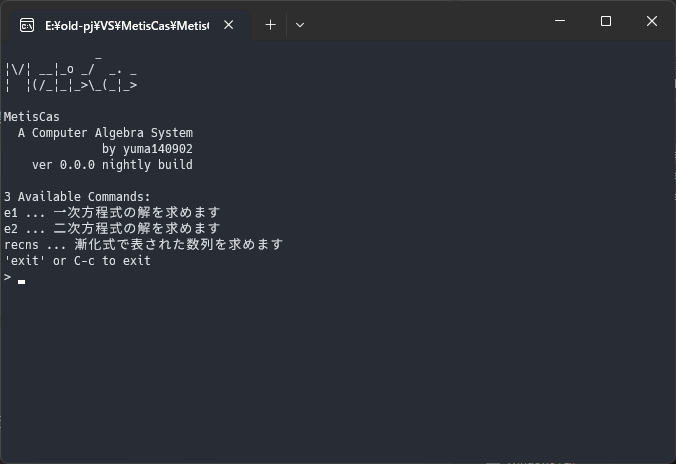 E:¥old-pj¥VS¥MetisCas¥Metis
MetisCas
A Computer Algebra System
by yuma140902
ver 0.0.0 nightly build
3 Available Commands:
e1 ... 一次方程式の解を求めます
e2 ... 二次方程式の解を求めます
recns ... 漸化式で表された数列を求めます
'exit' or C-c to exit
>